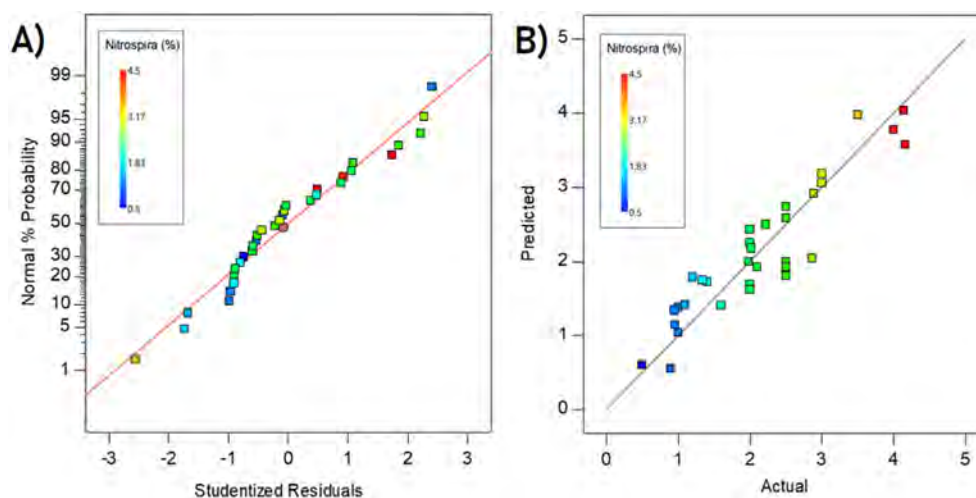 A)
Nitrospira (%)
4.5
3.17
1.83
0.5
Normal % Probability
99
95
90
80
70
50
30
20
10
5
1
-3 -2 -1 0 1 2 3
Studentized Residuals
B)
Nitrospira (%)
4.5
3.17
1.83
0.5
Predicted
5
4
3
2
1
0
0 1 2 3 4 5
Actual